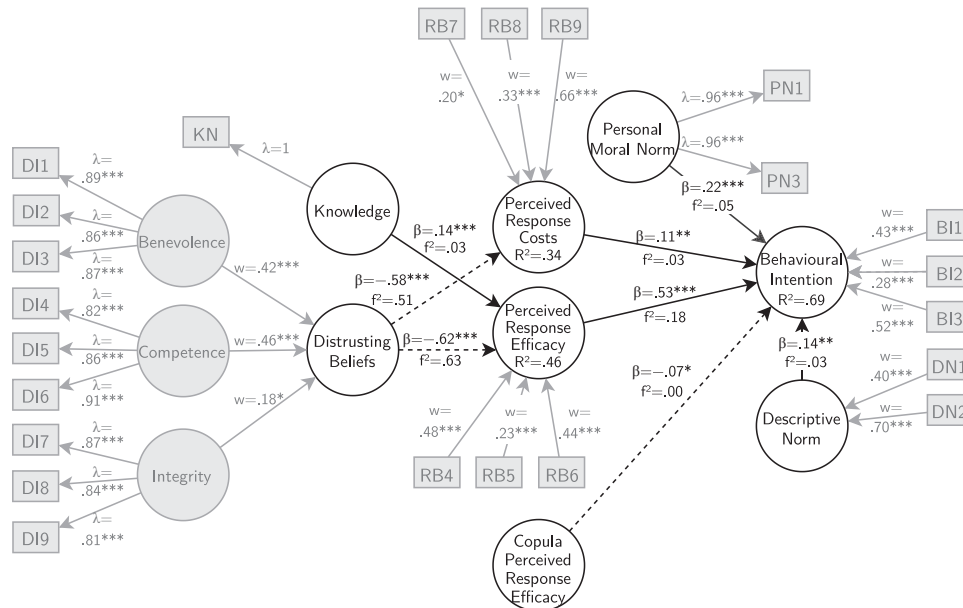 RB7
RB8
RB9
w=
.20*
w=
.33***
w=
.66***
KN
λ=1
Personal
Moral Norm
λ=.96***
PN1
λ=.96***
PN3
β=.22***
f²=.05
DI1
λ=
.89***
DI2
λ=
.86***
DI3
λ=
.87***
Benevolence
w=.42***
Knowledge
β=.14***
f²=.03
Perceived
Response
Costs
R²=.34
β=.11**
f²=.03
Behavioural
Intention
R²=.69
w=
.43***
BI1
w=
.28***
BI2
w=
.52***
BI3
β=−.58***
f²=.51
β=.53***
f²=.18
DI4
λ=
.82***
DI5
λ=
.86***
DI6
λ=
.91***
Competence
w=.46***
Distrusting
Beliefs
β=−.62***
f²=.63
Perceived
Response
Efficacy
R²=.46
β=.14**
f²=.03
β=−.07*
f²=.00
w=.18*
w=
.40***
DN1
w=
.70***
DN2
Descriptive
Norm
DI7
λ=
.87***
DI8
λ=
.84***
DI9
λ=
.81***
Integrity
w=
.48***
w=
.23***
w=
.44***
RB4
RB5
RB6
Copula
Perceived
Response
Efficacy